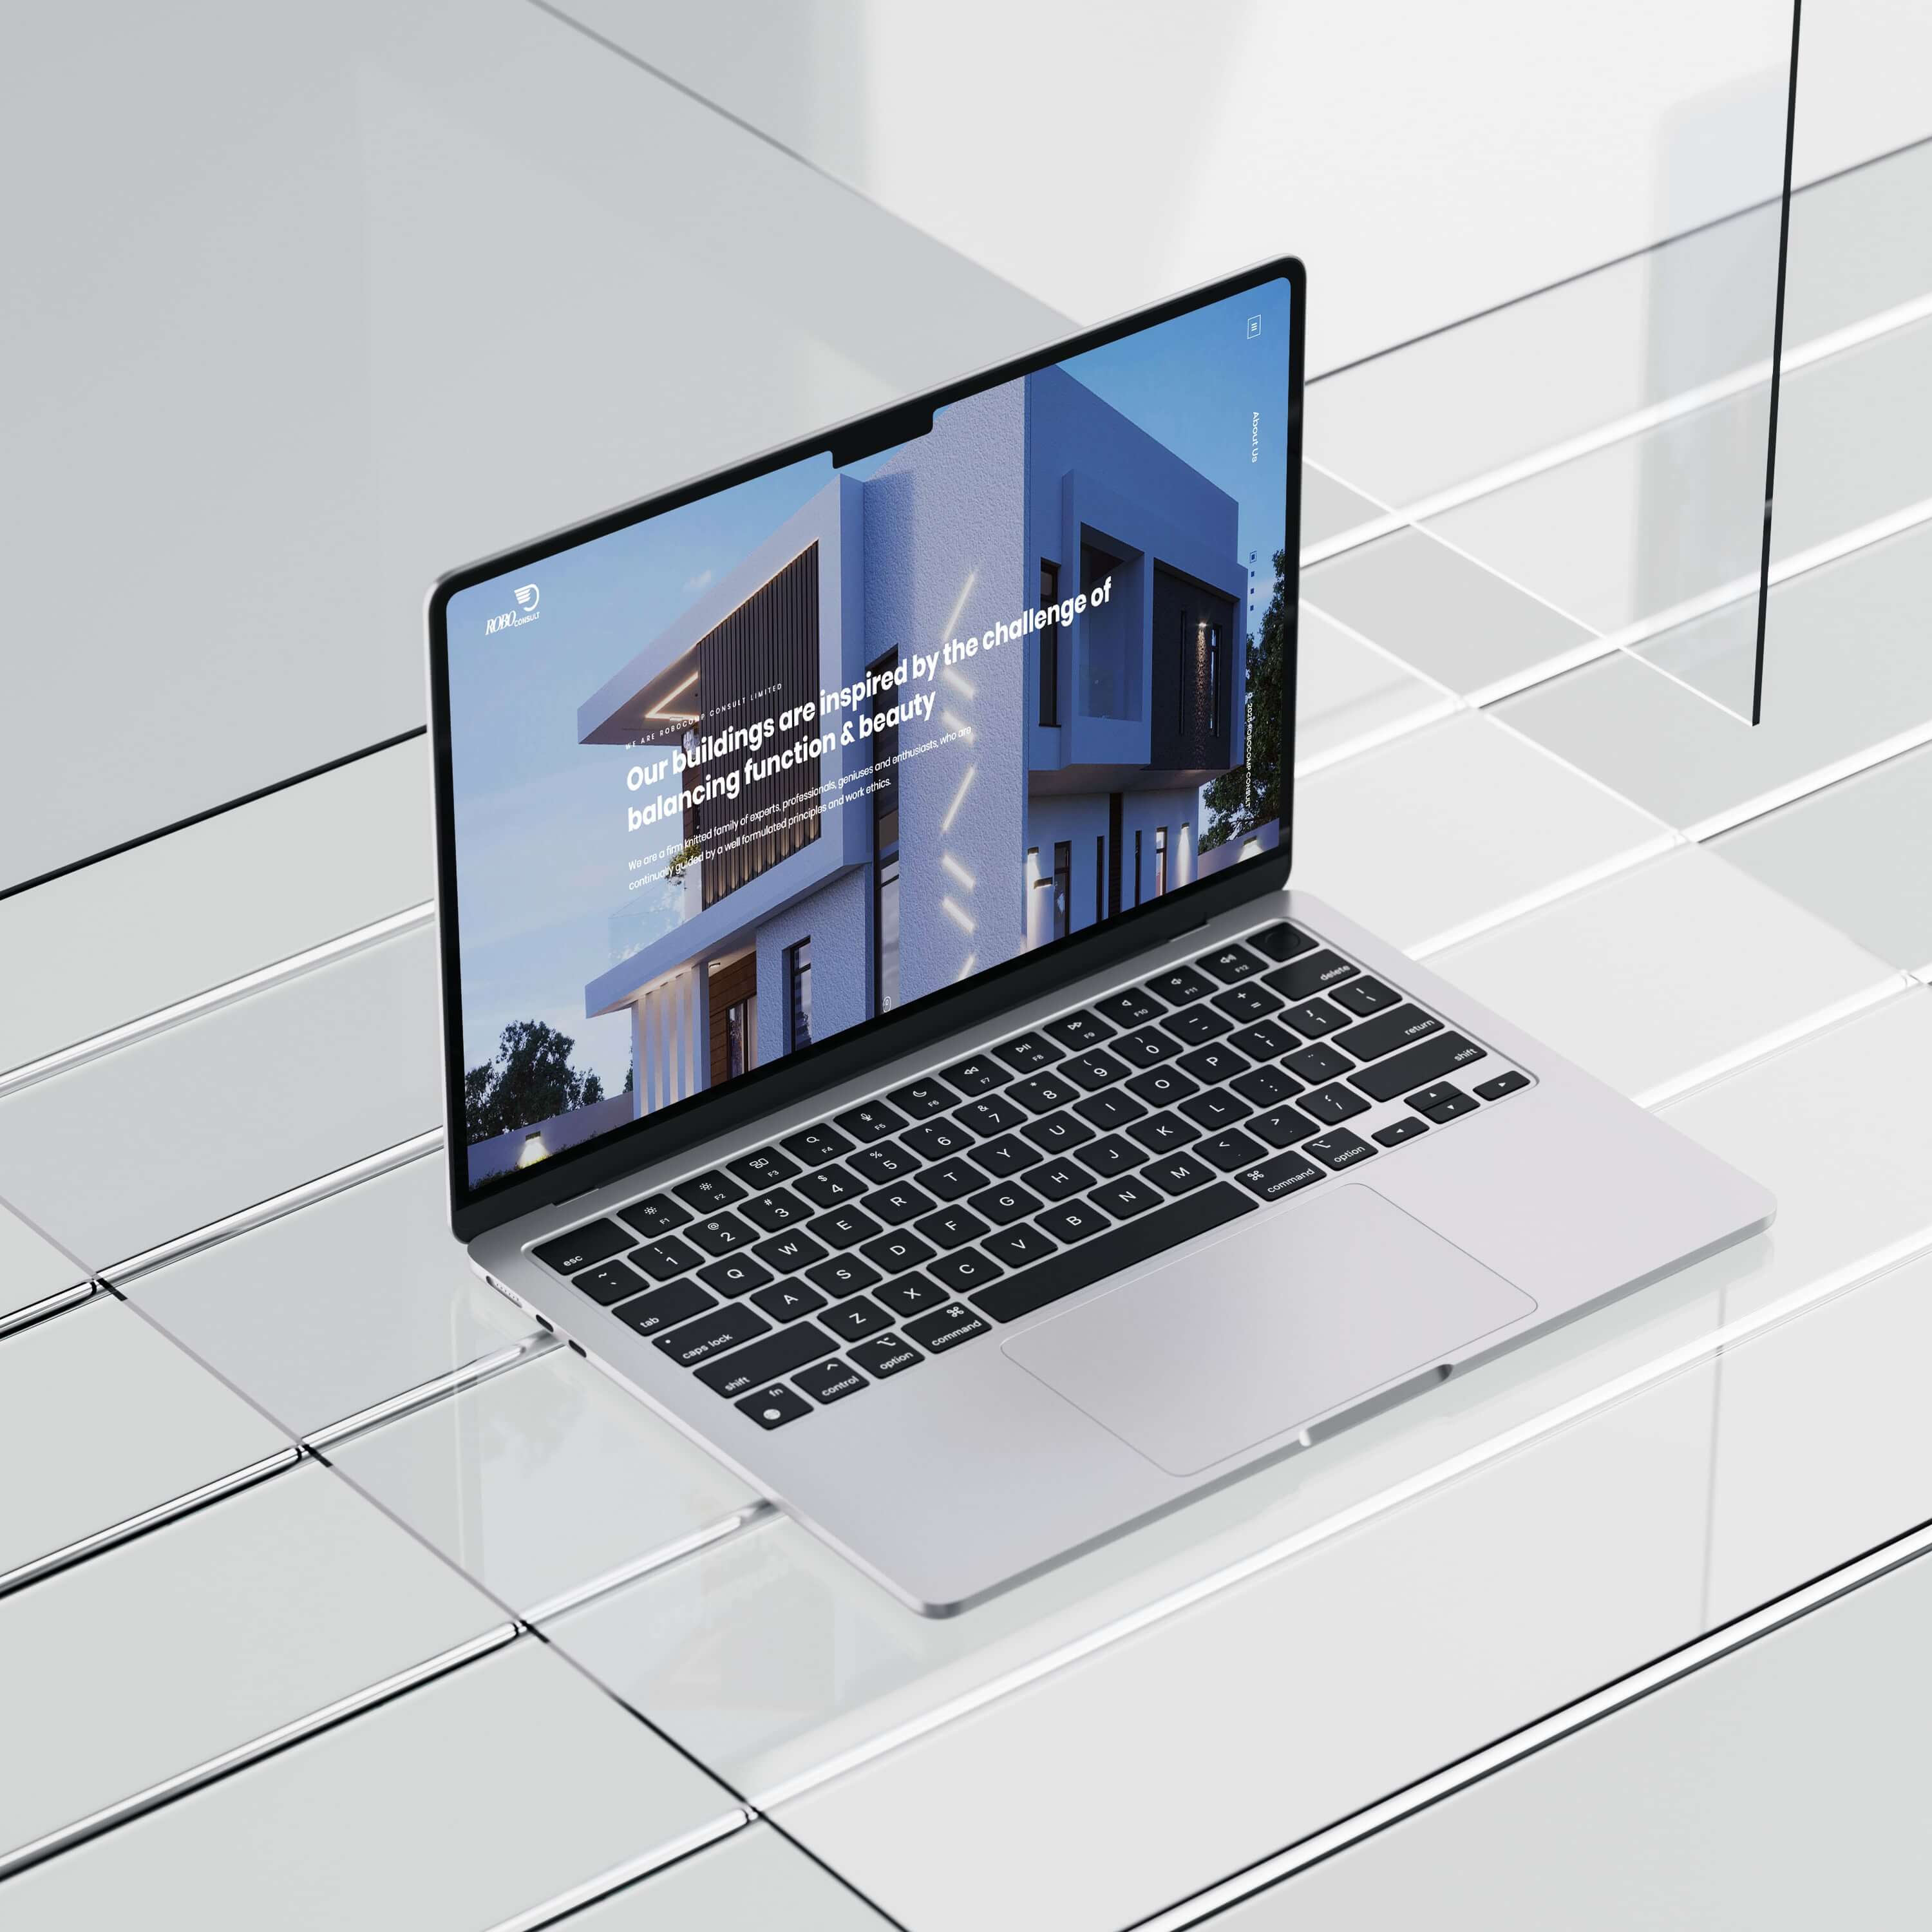 ROBO CONSULT
About Us
WE ARE ROBOCOMP CONSULT LIMITED
Our buildings are inspired by the challenge of
balancing function & beauty
We are a firm knitted family of experts, professionals, geniuses and enthusiasts, who are
continually guided by a well formulated principles and work ethics.
2025 ROBOCOMP CONSULT
esc F1 F2 F3 F4 F5 F6 F7 F8 F9 F10 F11 F12
~ ` ! 1 @ 2 # 3 $ 4 % 5 ^ 6 & 7 * 8 ( 9 ) 0 _ - + = delete
tab Q W E R T Y U I O P { [ } ] | \
caps lock A S D F G H J K L : ; " ' return
shift Z X C V B N M < , > . ? / shift
fn control option command command option